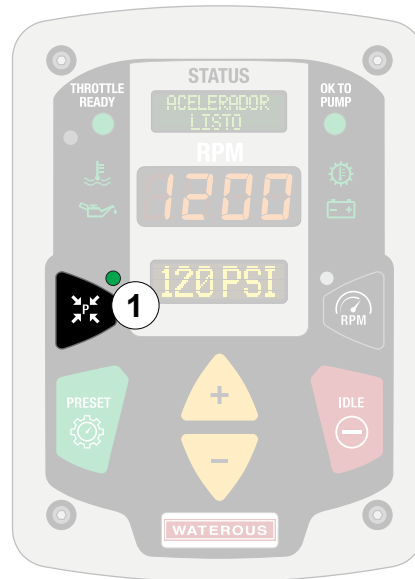 STATUS
THROTTLE
READY
ACELERADOR
LISTO
OK TO
PUMP
RPM
1200
120 PSI
P
1
RPM
PRESET
+
IDLE
−
WATEROUS